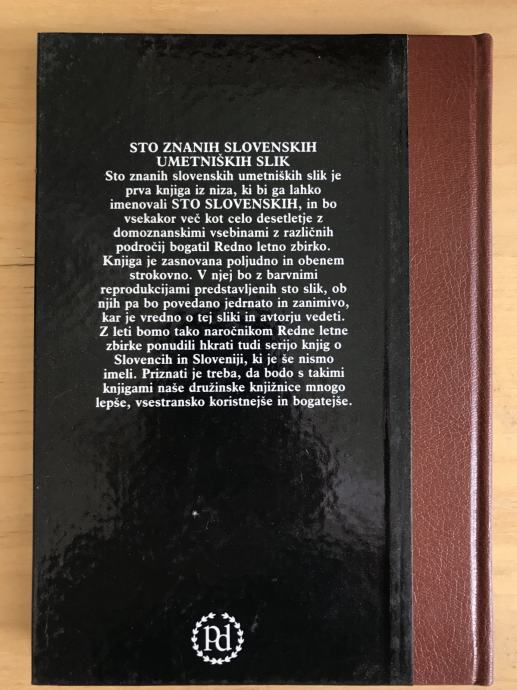 STO ZNANIH SLOVENSKIH
UMETNIŠKIH SLIK
Sto znanih slovenskih umetniških slik je
prva knjiga iz niza, ki bi ga lahko
imenovali STO SLOVENSKIH, in bo
vsekakor več kot celo desetletje z
domoznanskimi vsebinami z različnih
področij bogatil Redno letno zbirko.
Knjiga je zasnovana poljudno in obenem
strokovno. V njej bo z barvnimi
reprodukcijami predstavljenih sto slik, ob
njih pa bo povedano jedrnato in zanimivo,
kar je vredno o tej sliki in avtorju vedeti.
Z leti bomo tako naročnikom Redne letne
zbirke ponudili hkrati tudi serijo knjig o
Slovencih in Sloveniji, ki je še nismo
imeli. Priznati je treba, da bodo s takimi
knjigami naše družinske knjižnice mnogo
lepše, vsestransko koristnejše in bogatejše.
Pd